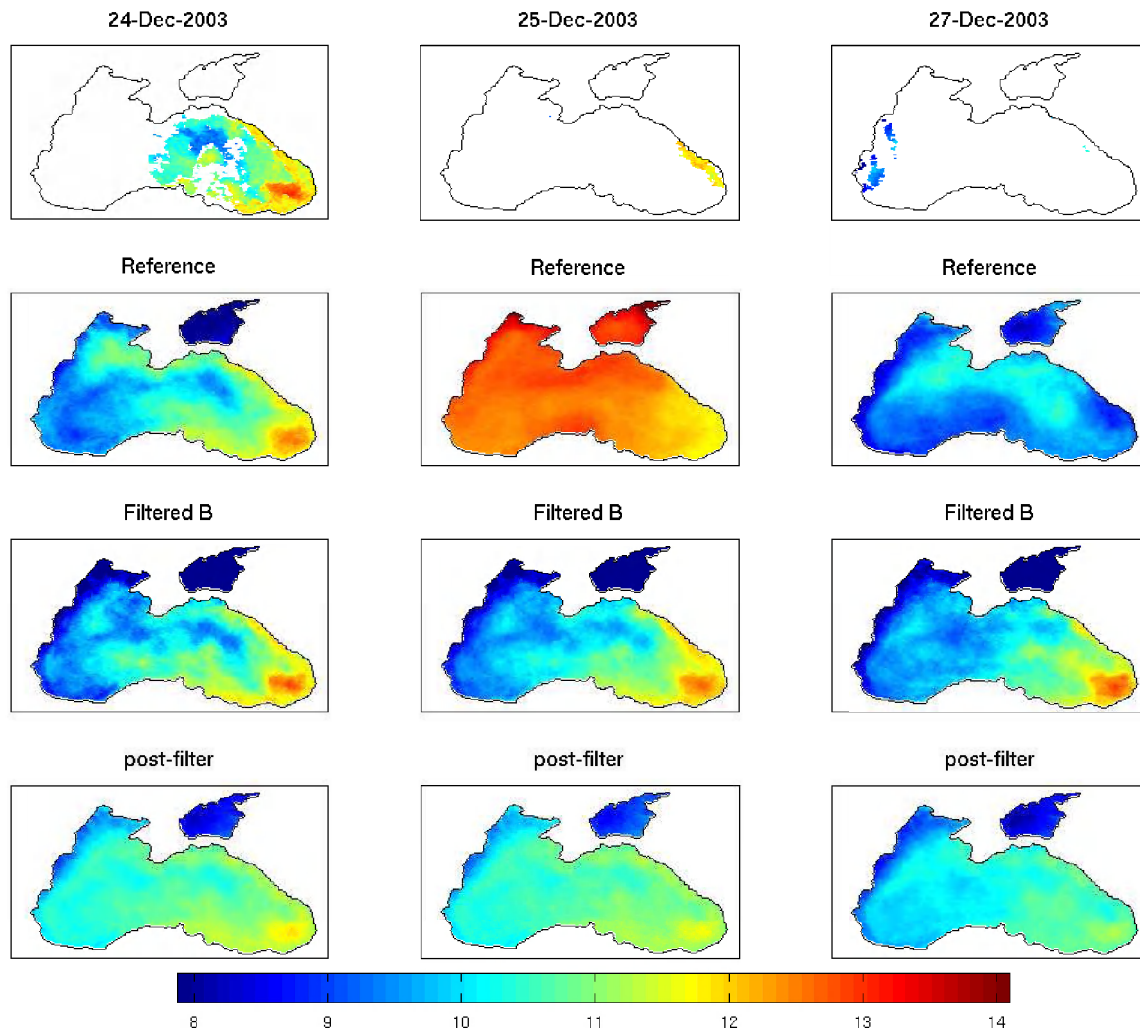 24-Dec-2003 25-Dec-2003 27-Dec-2003
Reference Reference Reference
Filtered B Filtered B Filtered B
post-filter post-filter post-filter
8 9 10 11 12 13 14